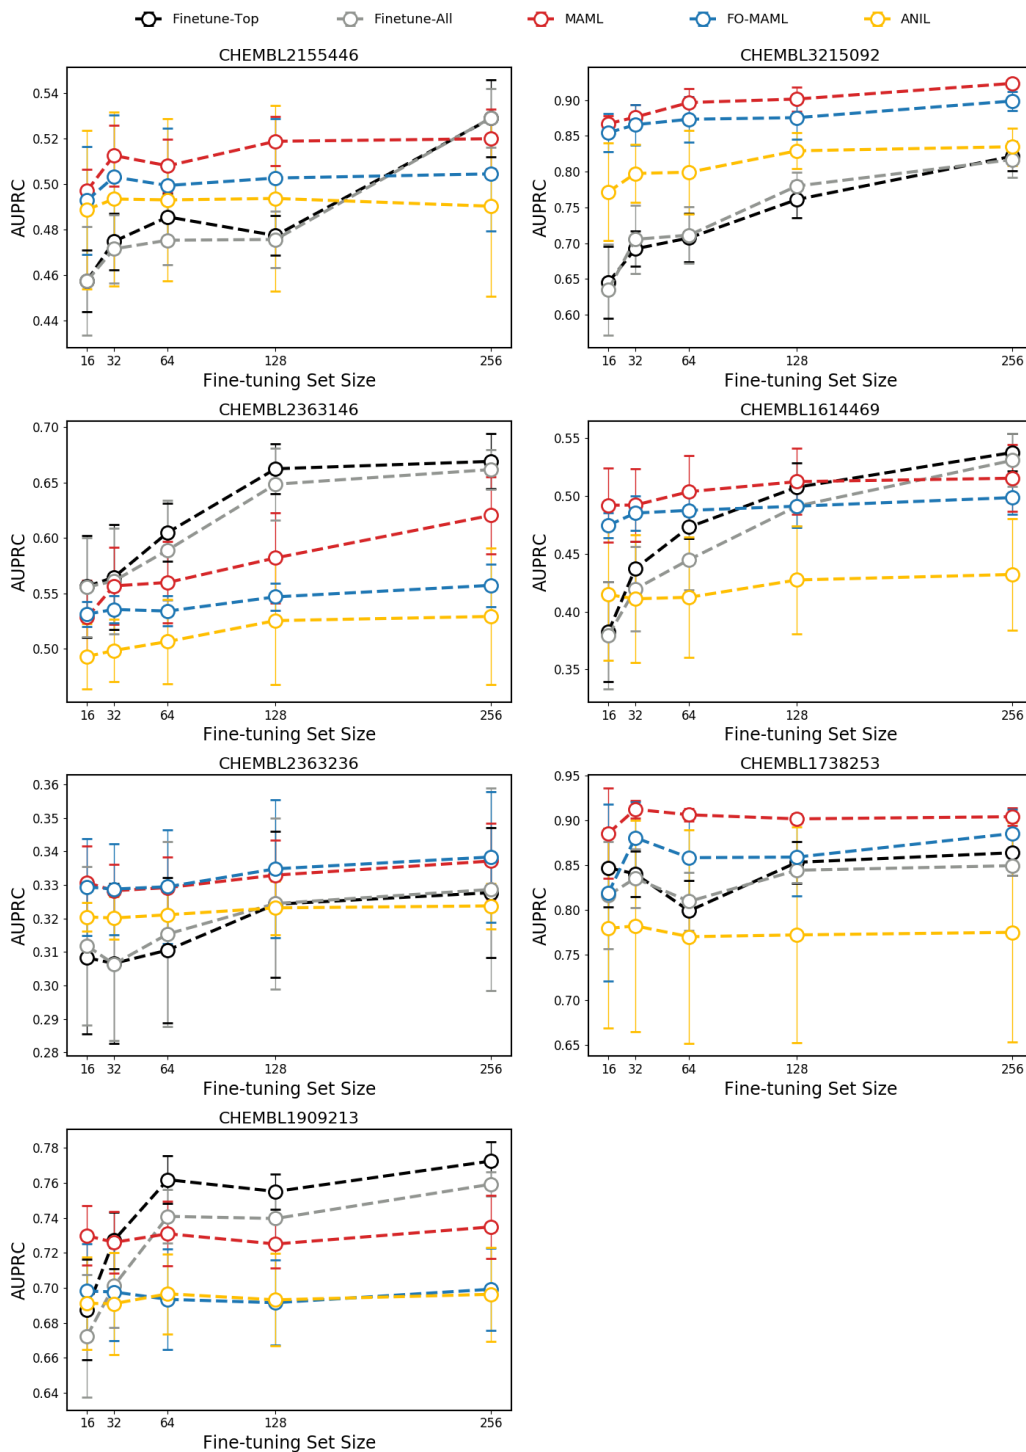 Finetune-Top Finetune-All MAML FO-MAML ANIL
CHEMBL2155446
AUPRC
0.54
0.52
0.50
0.48
0.46
0.44
16 32 64 128 256
Fine-tuning Set Size
CHEMBL3215092
AUPRC
0.90
0.85
0.80
0.75
0.70
0.65
0.60
16 32 64 128 256
Fine-tuning Set Size
CHEMBL2363146
AUPRC
0.70
0.65
0.60
0.55
0.50
16 32 64 128 256
Fine-tuning Set Size
CHEMBL1614469
AUPRC
0.55
0.50
0.45
0.40
0.35
16 32 64 128 256
Fine-tuning Set Size
CHEMBL2363236
AUPRC
0.36
0.35
0.34
0.33
0.32
0.31
0.30
0.29
0.28
16 32 64 128 256
Fine-tuning Set Size
CHEMBL1738253
AUPRC
0.95
0.90
0.85
0.80
0.75
0.70
0.65
16 32 64 128 256
Fine-tuning Set Size
CHEMBL1909213
AUPRC
0.78
0.76
0.74
0.72
0.70
0.68
0.66
0.64
16 32 64 128 256
Fine-tuning Set Size